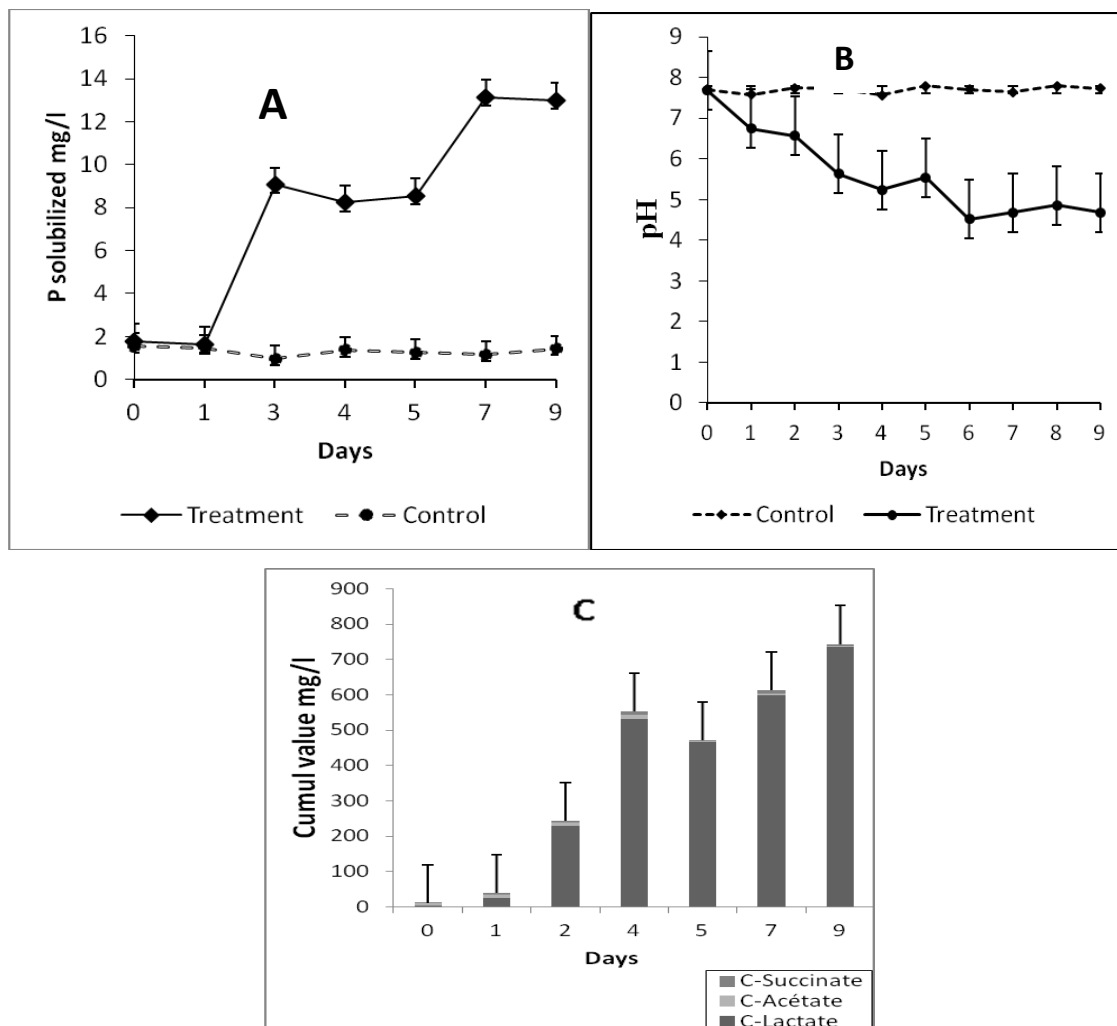 A
P solubilized mg/l
16
14
12
10
8
6
4
2
0
0 1 3 4 5 7 9
Days
Treatment Control
B
pH
9
8
7
6
5
4
3
2
1
0
0 1 2 3 4 5 6 7 8 9
Days
Control Treatment
C
Cumul value mg/l
900
800
700
600
500
400
300
200
100
0
0 1 2 4 5 7 9
Days
C-Succinate
C-Acétate
C-Lactate